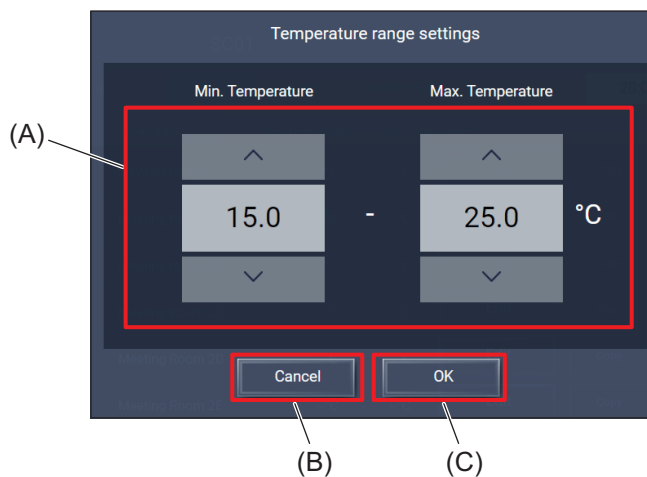 Temperature range settings
Min. Temperature Max. Temperature
(A)
15.0 - 25.0 °C
Cancel OK
(B) (C)